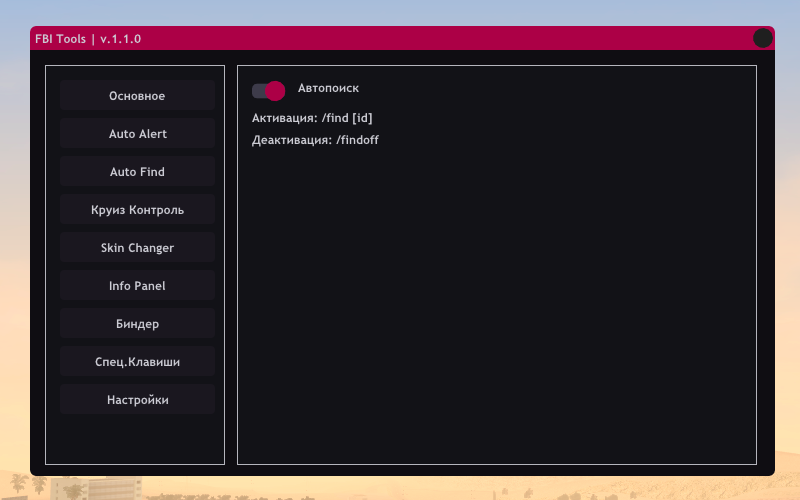 FBI Tools | v.1.1.0
Основное
Auto Alert
Auto Find
Круиз Контроль
Skin Changer
Info Panel
Биндер
Спец.Клавиши
Настройки
Автопоиск
Активация: /find [id]
Деактивация: /findoff